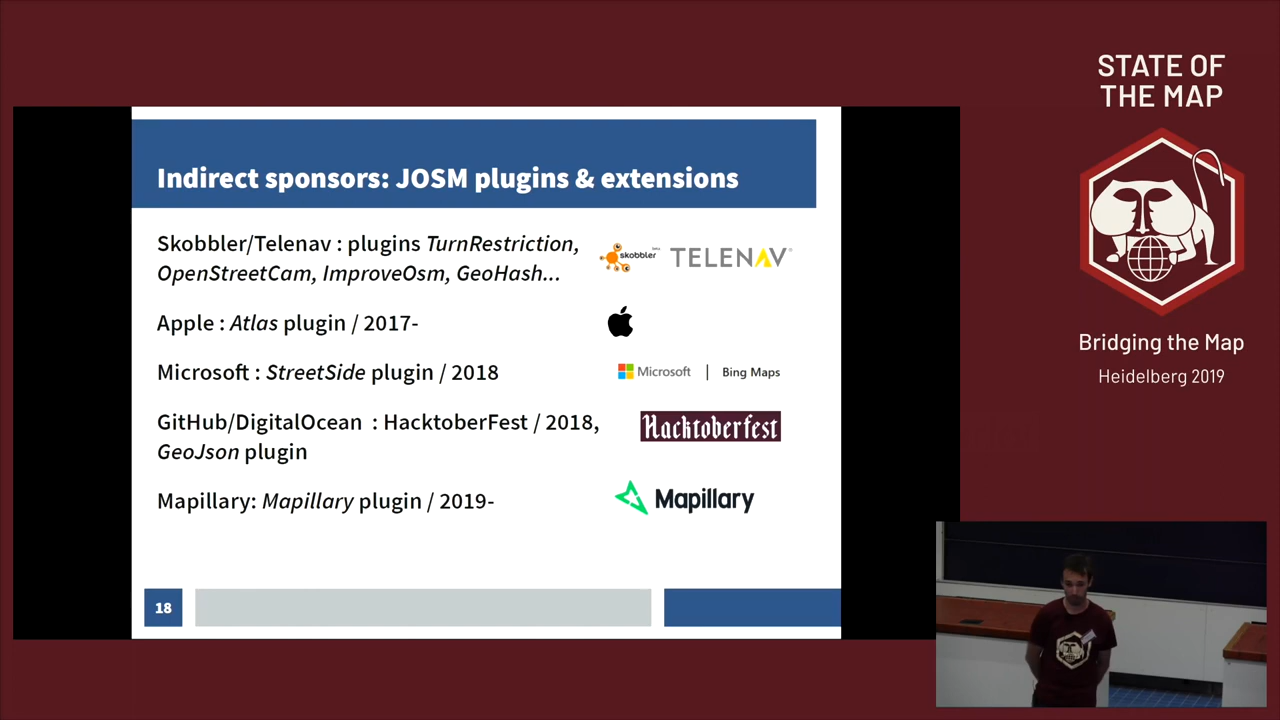 STATE OF
THE MAP
Indirect sponsors: JOSM plugins & extensions
Skobbler/Telenav : plugins TurnRestriction,
OpenStreetCam, ImproveOsm, GeoHash...
skobbler beta TELENAV®
Apple : Atlas plugin / 2017-
Microsoft : StreetSide plugin / 2018
Microsoft | Bing Maps
GitHub/DigitalOcean : HacktoberFest / 2018,
GeoJson plugin
Hacktoberfest
Mapillary: Mapillary plugin / 2019-
Mapillary
18
Bridging the Map
Heidelberg 2019